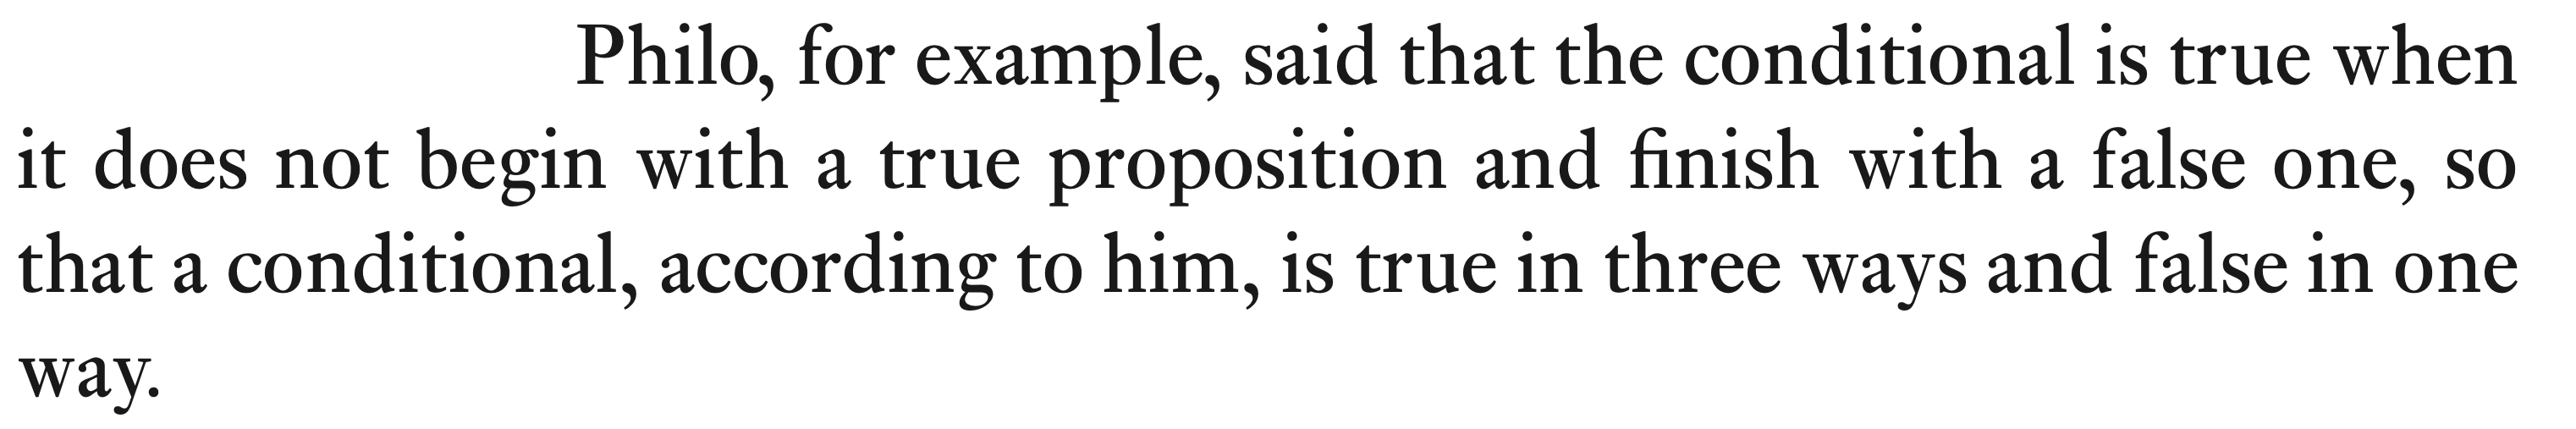 Philo, for example, said that the conditional is true when
it does not begin with a true proposition and finish with a false one, so
that a conditional, according to him, is true in three ways and false in one
way.